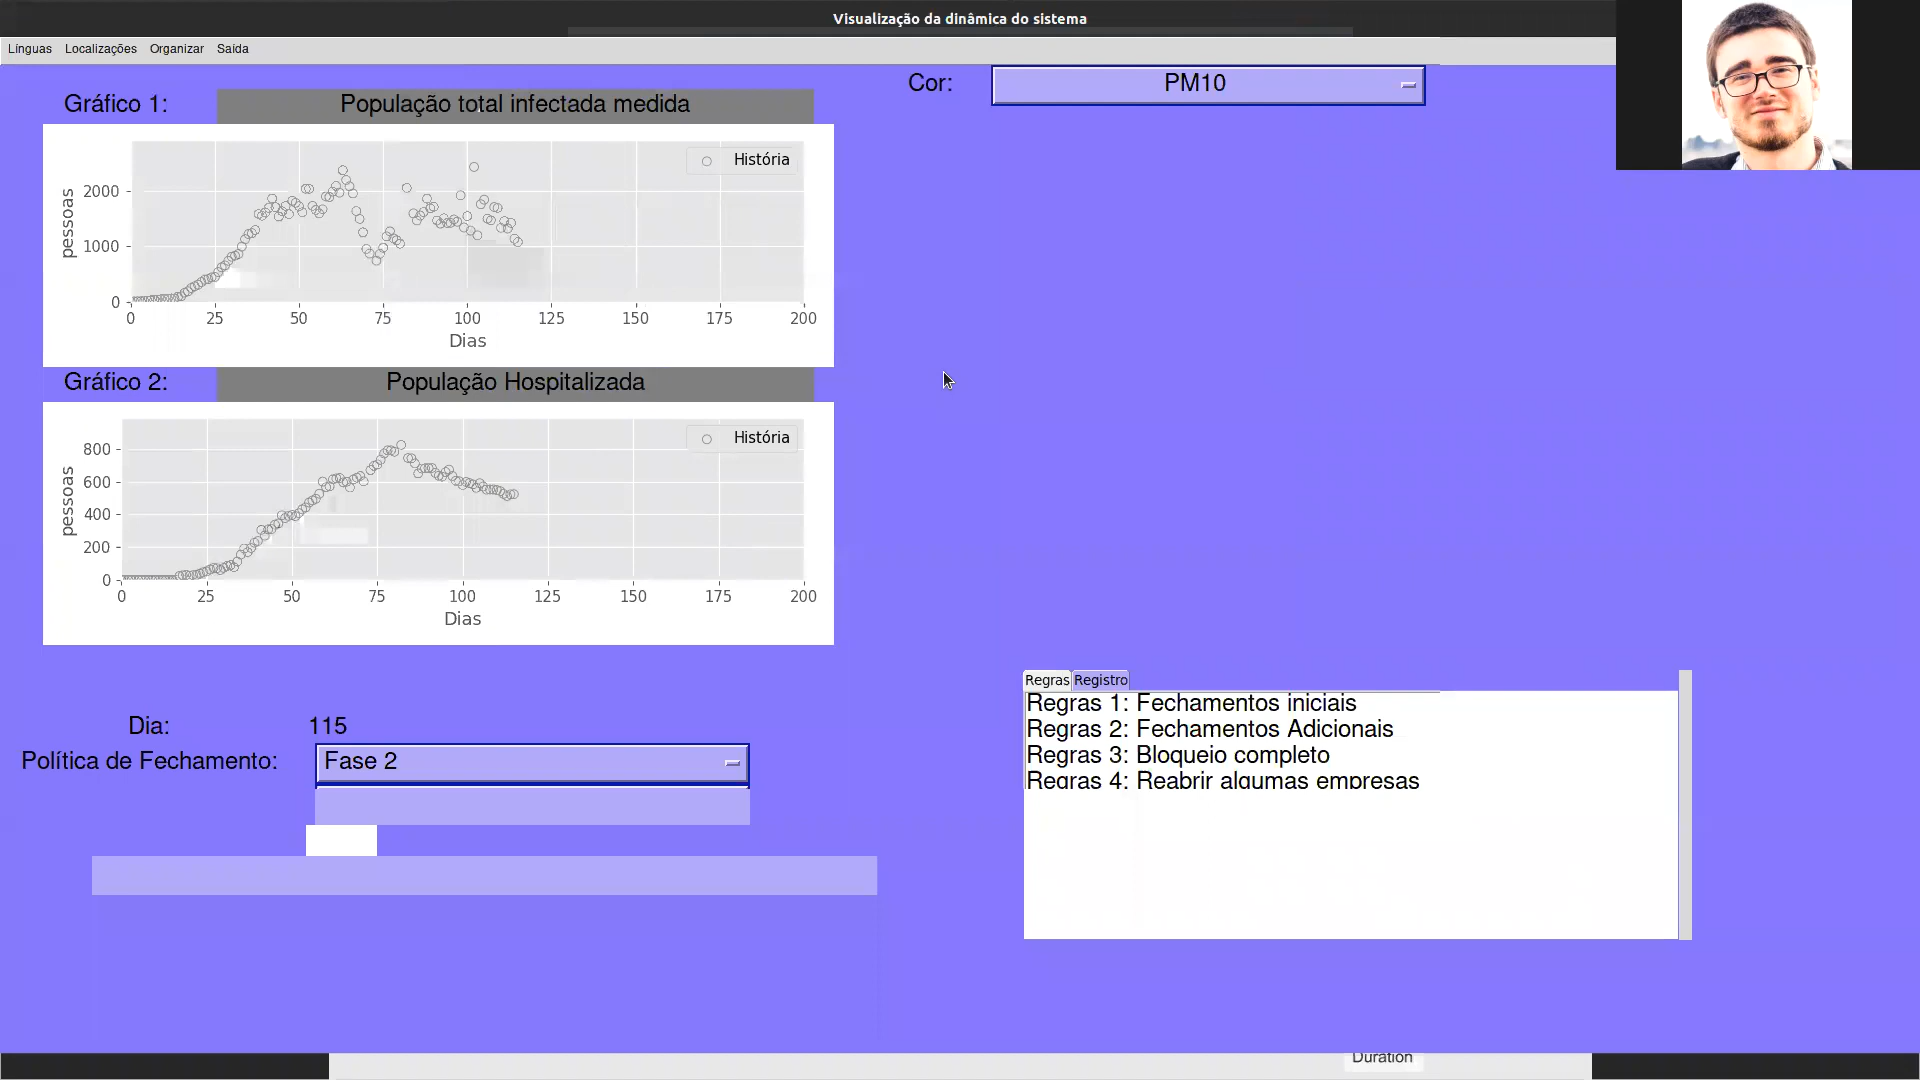 Visualização da dinâmica do sistema
Línguas Localizações Organizar Saída
Cor: PM10
Gráfico 1: População total infectada medida
História
pessoas
2000
1000
0
0 25 50 75 100 125 150 175 200
Dias
Gráfico 2: População Hospitalizada
História
pessoas
800
600
400
200
0
0 25 50 75 100 125 150 175 200
Dias
Dia: 115
Política de Fechamento: Fase 2
Regras Registro
Regras 1: Fechamentos iniciais
Regras 2: Fechamentos Adicionais
Regras 3: Bloqueio completo
Regras 4: Reabrir algumas empresas
Duration